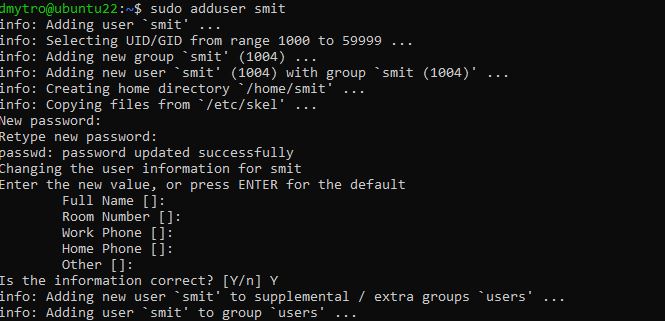 dmytro@ubuntu22:~$ sudo adduser smit
info: Adding user `smit' ...
info: Selecting UID/GID from range 1000 to 59999 ...
info: Adding new group `smit' (1004) ...
info: Adding new user `smit' (1004) with group `smit (1004)' ...
info: Creating home directory `/home/smit' ...
info: Copying files from `/etc/skel' ...
New password:
Retype new password:
passwd: password updated successfully
Changing the user information for smit
Enter the new value, or press ENTER for the default
        Full Name []:
        Room Number []:
        Work Phone []:
        Home Phone []:
        Other []:
Is the information correct? [Y/n] Y
info: Adding new user `smit' to supplemental / extra groups `users' ...
info: Adding user `smit' to group `users' ...